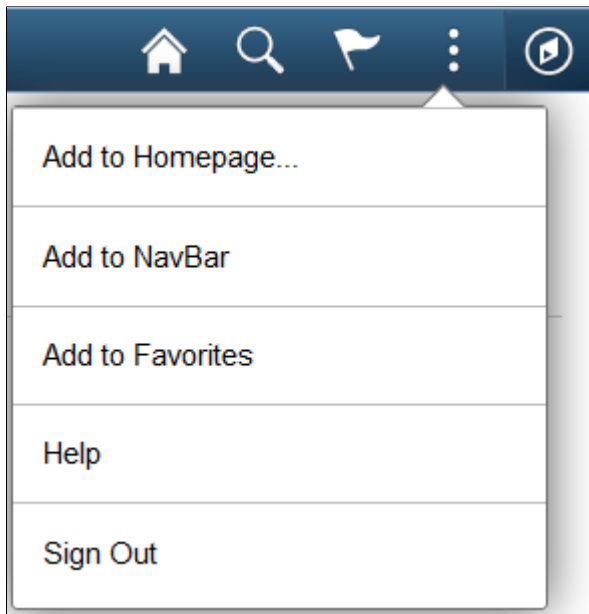 Add to Homepage...
Add to NavBar
Add to Favorites
Help
Sign Out